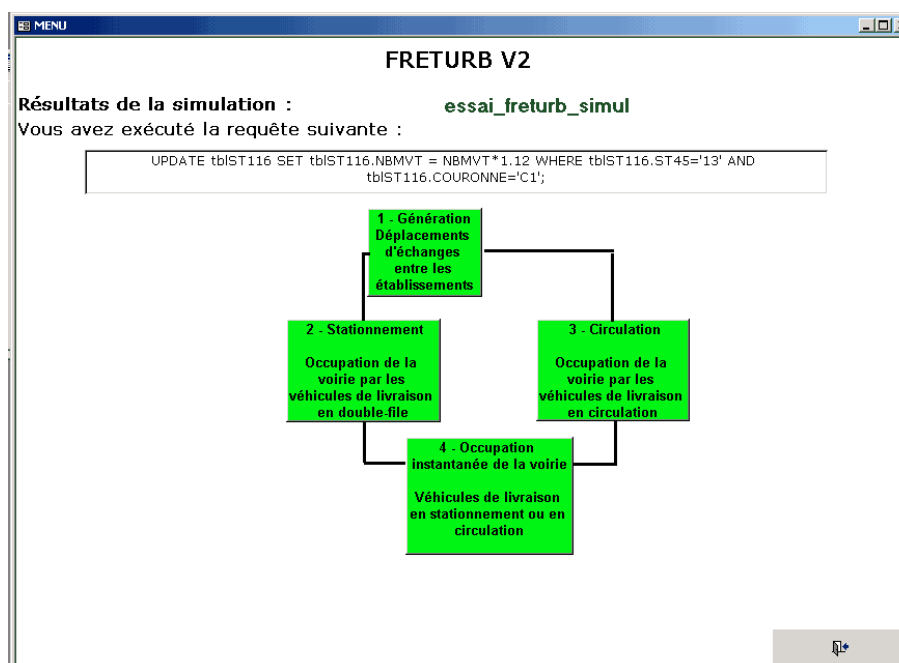 MENU
FRETURB V2
Résultats de la simulation : essai_freturb_simul
Vous avez exécuté la requête suivante :
UPDATE tblST116 SET tblST116.NBMVT = NBMVT*1.12 WHERE tblST116.ST45='13' AND
tblST116.COURONNE='C1';
1 - Génération
Déplacements
d'échanges
entre les
établissements
2 - Stationnement
Occupation de la
voirie par les
véhicules de livraison
en double-file
3 - Circulation
Occupation de la
voirie par les
véhicules de livraison
en circulation
4 - Occupation
instantanée de la voirie
Véhicules de livraison
en stationnement ou en
circulation